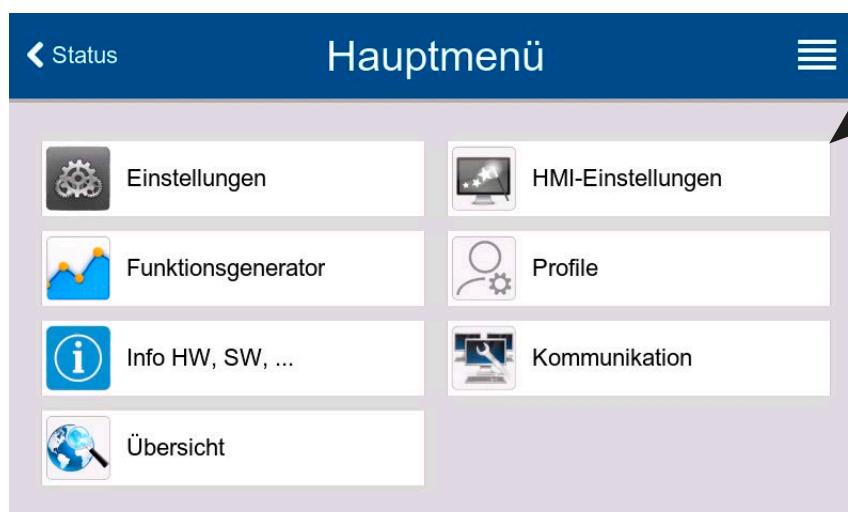 Status
Hauptmenü
Einstellungen
HMI-Einstellungen
Funktionsgenerator
Profile
Info HW, SW, ...
Kommunikation
Übersicht